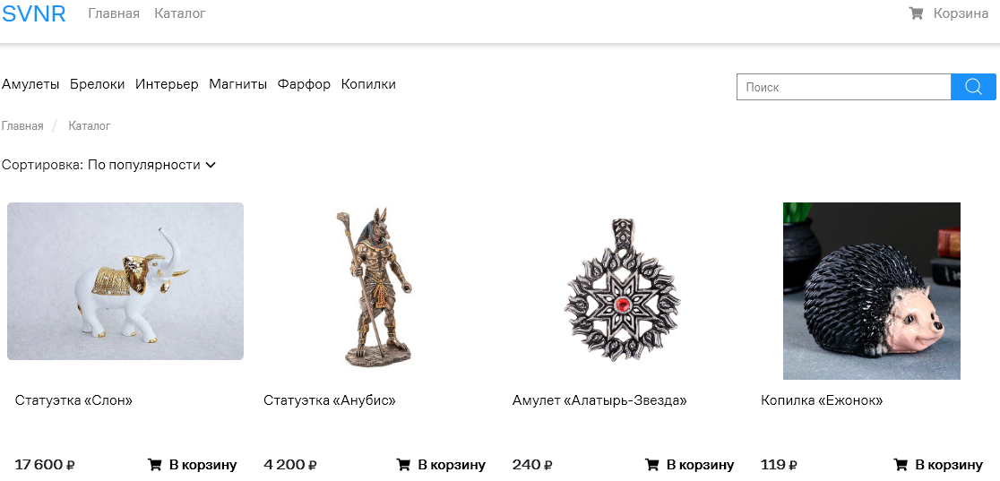 SVNR Главная Каталог Корзина
Амулеты Брелоки Интерьер Магниты Фарфор Копилки Поиск
Главная / Каталог
Сортировка: По популярности
Статуэтка «Слон» Статуэтка «Анубис» Амулет «Алатырь-Звезда» Копилка «Ежонок»
17 600 ₽ В корзину 4 200 ₽ В корзину 240 ₽ В корзину 119 ₽ В корзину